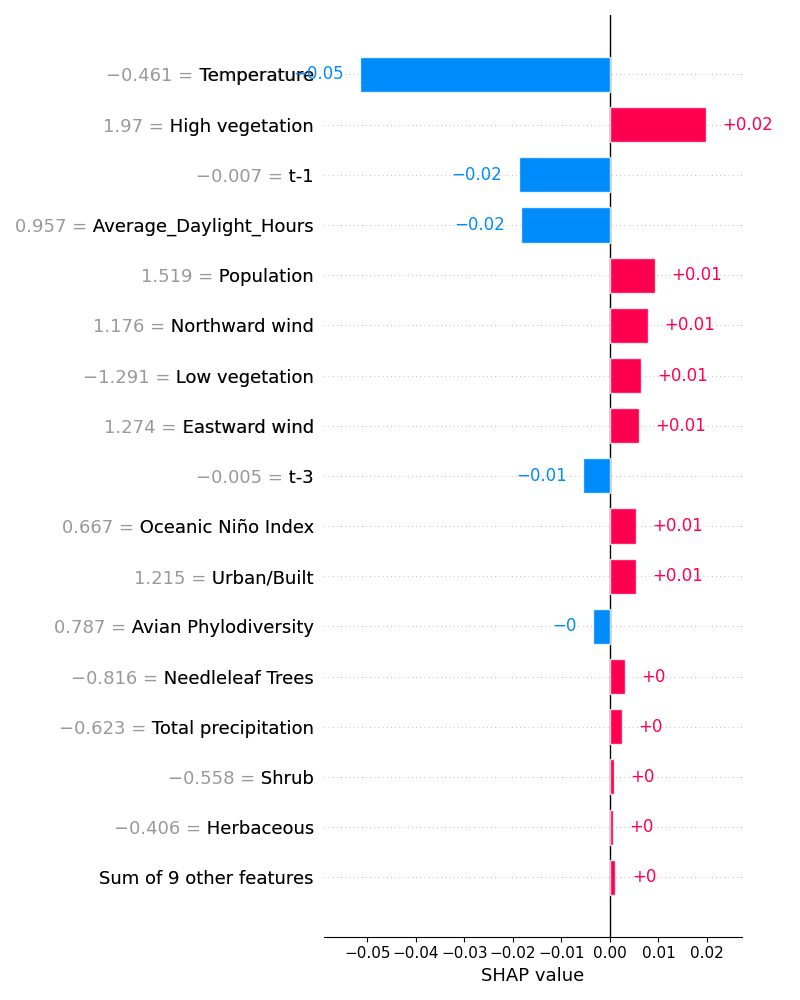 −0.461 = Temperature −0.05
1.97 = High vegetation +0.02
−0.007 = t-1 −0.02
0.957 = Average_Daylight_Hours −0.02
1.519 = Population +0.01
1.176 = Northward wind +0.01
−1.291 = Low vegetation +0.01
1.274 = Eastward wind +0.01
−0.005 = t-3 −0.01
0.667 = Oceanic Niño Index +0.01
1.215 = Urban/Built +0.01
0.787 = Avian Phylodiversity −0
−0.816 = Needleleaf Trees +0
−0.623 = Total precipitation +0
−0.558 = Shrub +0
−0.406 = Herbaceous +0
Sum of 9 other features +0
−0.05 −0.04 −0.03 −0.02 −0.01 0.00 0.01 0.02
SHAP value